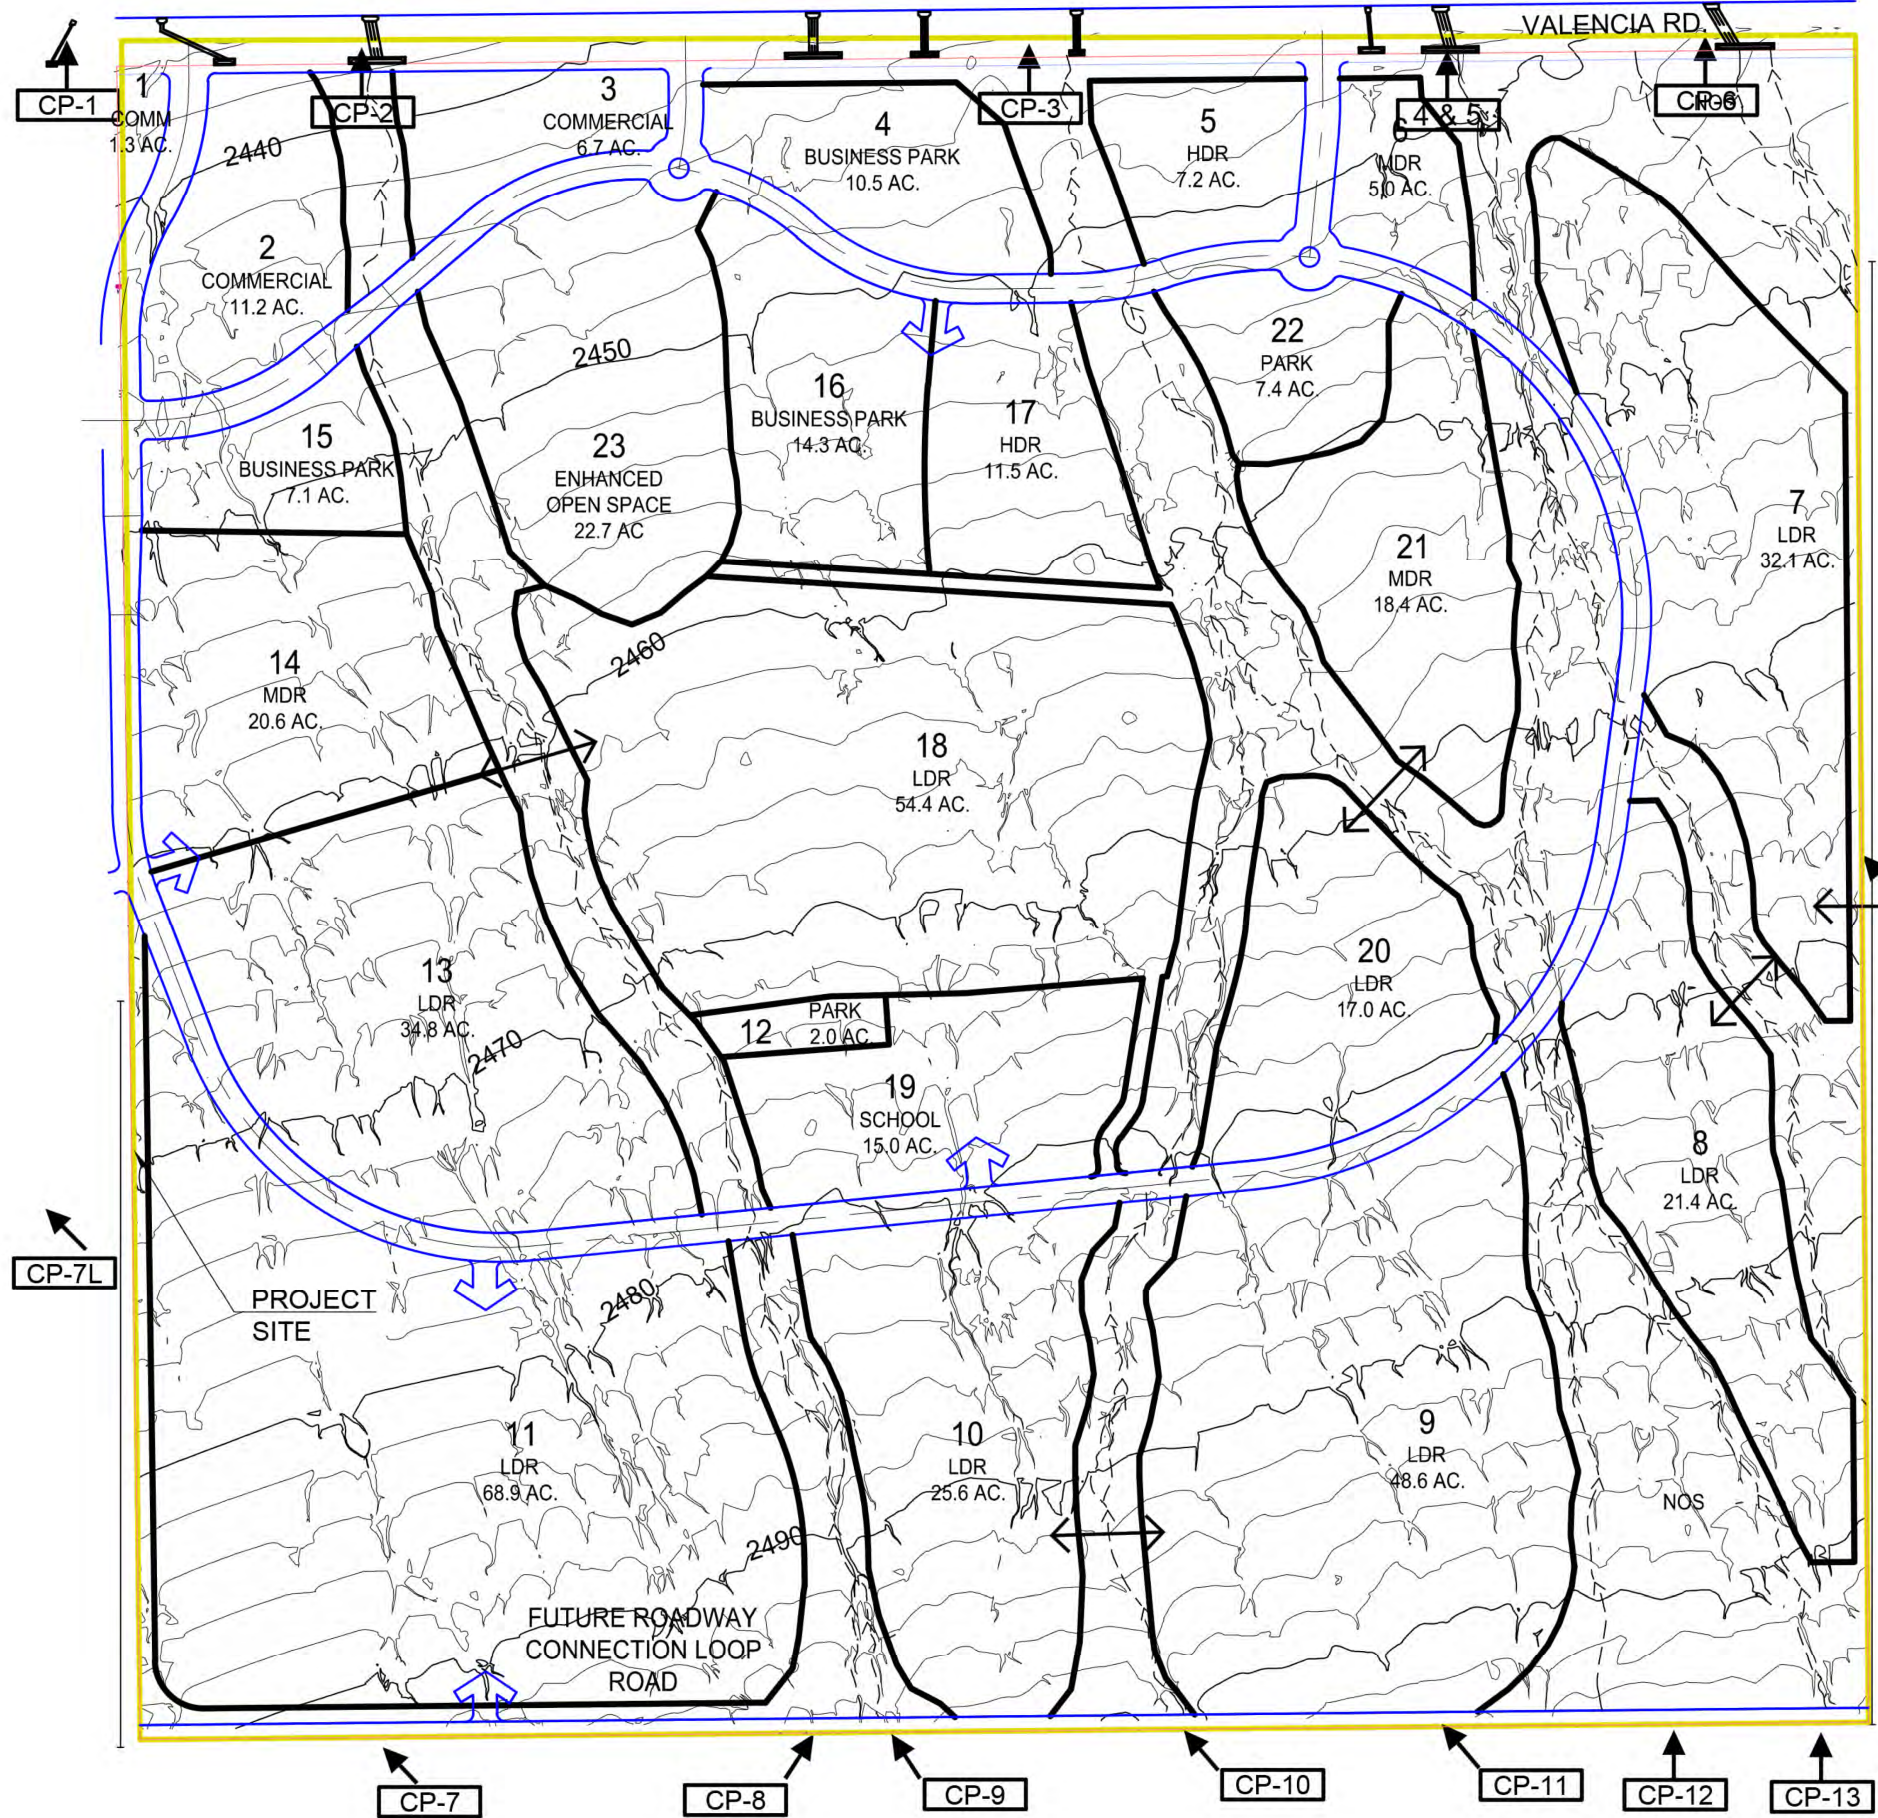 VALENCIA RD.
CP-1
CP-2
CP-3
4 & 5
CP-6
1
COMM
1.3 AC.
2440
3
COMMERCIAL
6.7 AC.
4
BUSINESS PARK
10.5 AC.
5
HDR
7.2 AC.
6
MDR
5.0 AC.
2
COMMERCIAL
11.2 AC.
2450
22
PARK
7.4 AC.
16
BUSINESS PARK
14.3 AC.
17
HDR
11.5 AC.
15
BUSINESS PARK
7.1 AC.
23
ENHANCED
OPEN SPACE
22.7 AC
7
LDR
32.1 AC.
21
MDR
18.4 AC.
2460
14
MDR
20.6 AC.
18
LDR
54.4 AC.
13
LDR
34.8 AC.
2470
12
PARK
2.0 AC.
20
LDR
17.0 AC.
19
SCHOOL
15.0 AC.
8
LDR
21.4 AC.
CP-7L
PROJECT
SITE
2480
11
LDR
68.9 AC.
10
LDR
25.6 AC.
9
LDR
48.6 AC.
NOS
2490
FUTURE ROADWAY
CONNECTION LOOP
ROAD
CP-7
CP-8
CP-9
CP-10
CP-11
CP-12
CP-13